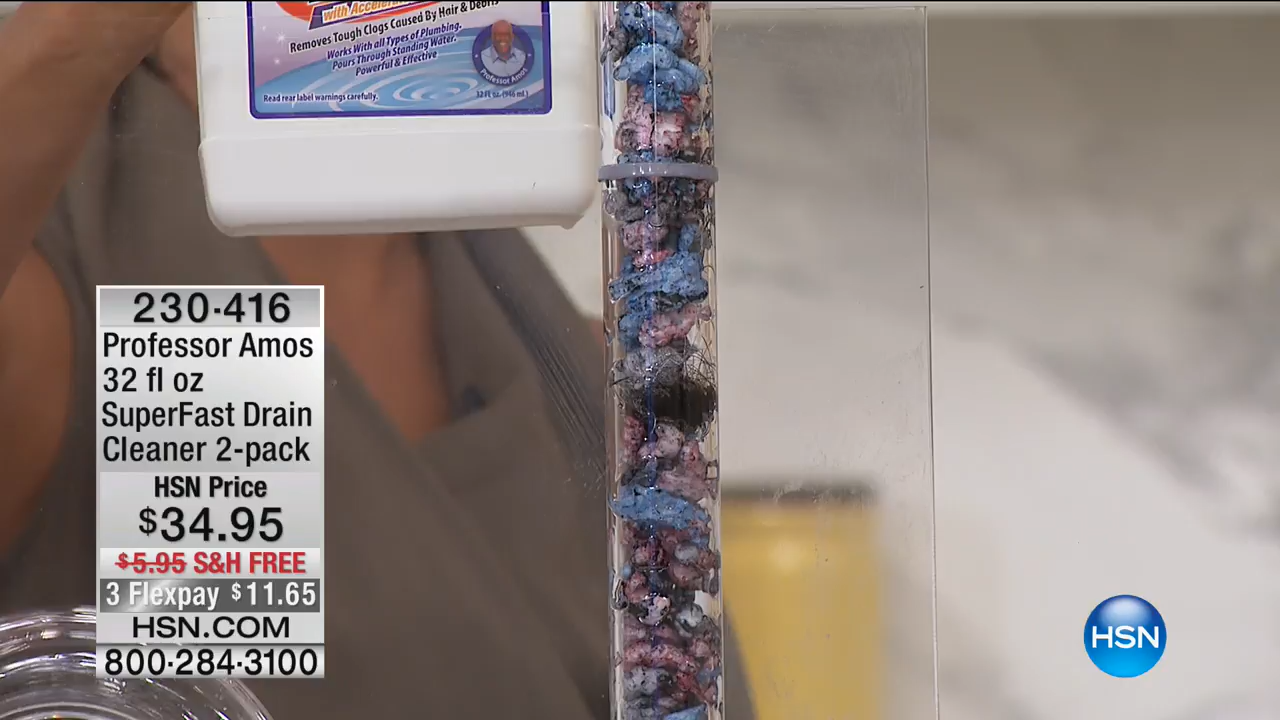 with Accelera
Removes Tough Clogs Caused By Hair & Debris
Works With all Types of Plumbing.
Pours Through Standing Water.
Powerful & Effective
Professor Amos
Read rear label warnings carefully.
32 fl oz. (946 mL)
230·416
Professor Amos
32 fl oz
SuperFast Drain
Cleaner 2-pack
HSN Price
$34.95
$5.95 S&H FREE
3 Flexpay $11.65
HSN.COM
800·284·3100
HSN